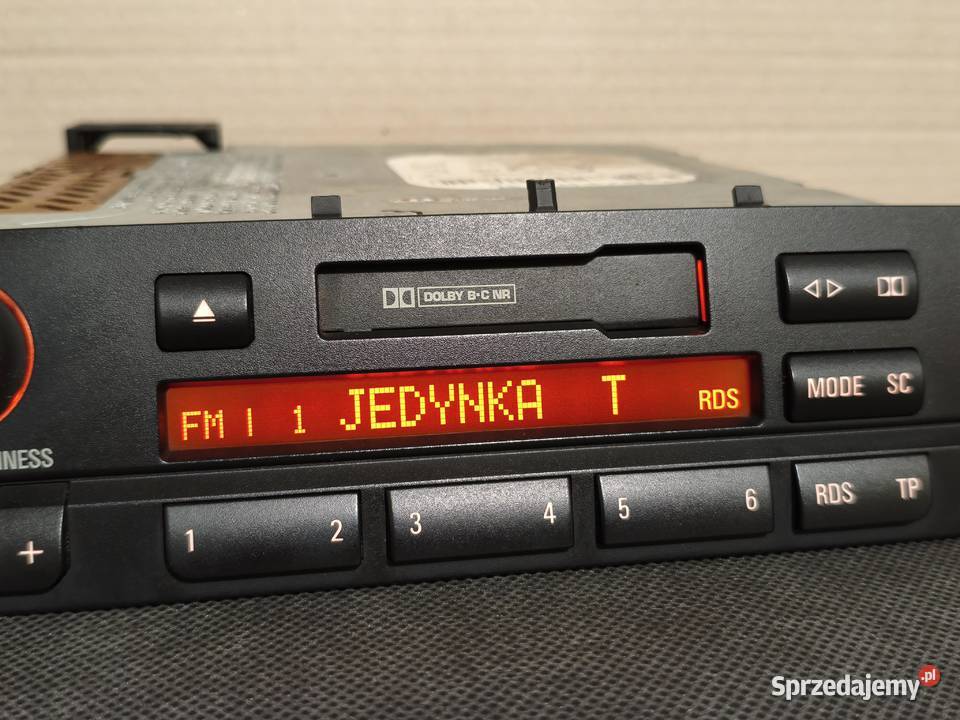 DOLBY B·C NR
MODE SC
FM I 1 JEDYNKA T RDS
INESS
1 2 3 4 5 6 RDS TP
+
Sprzedajemy.pl